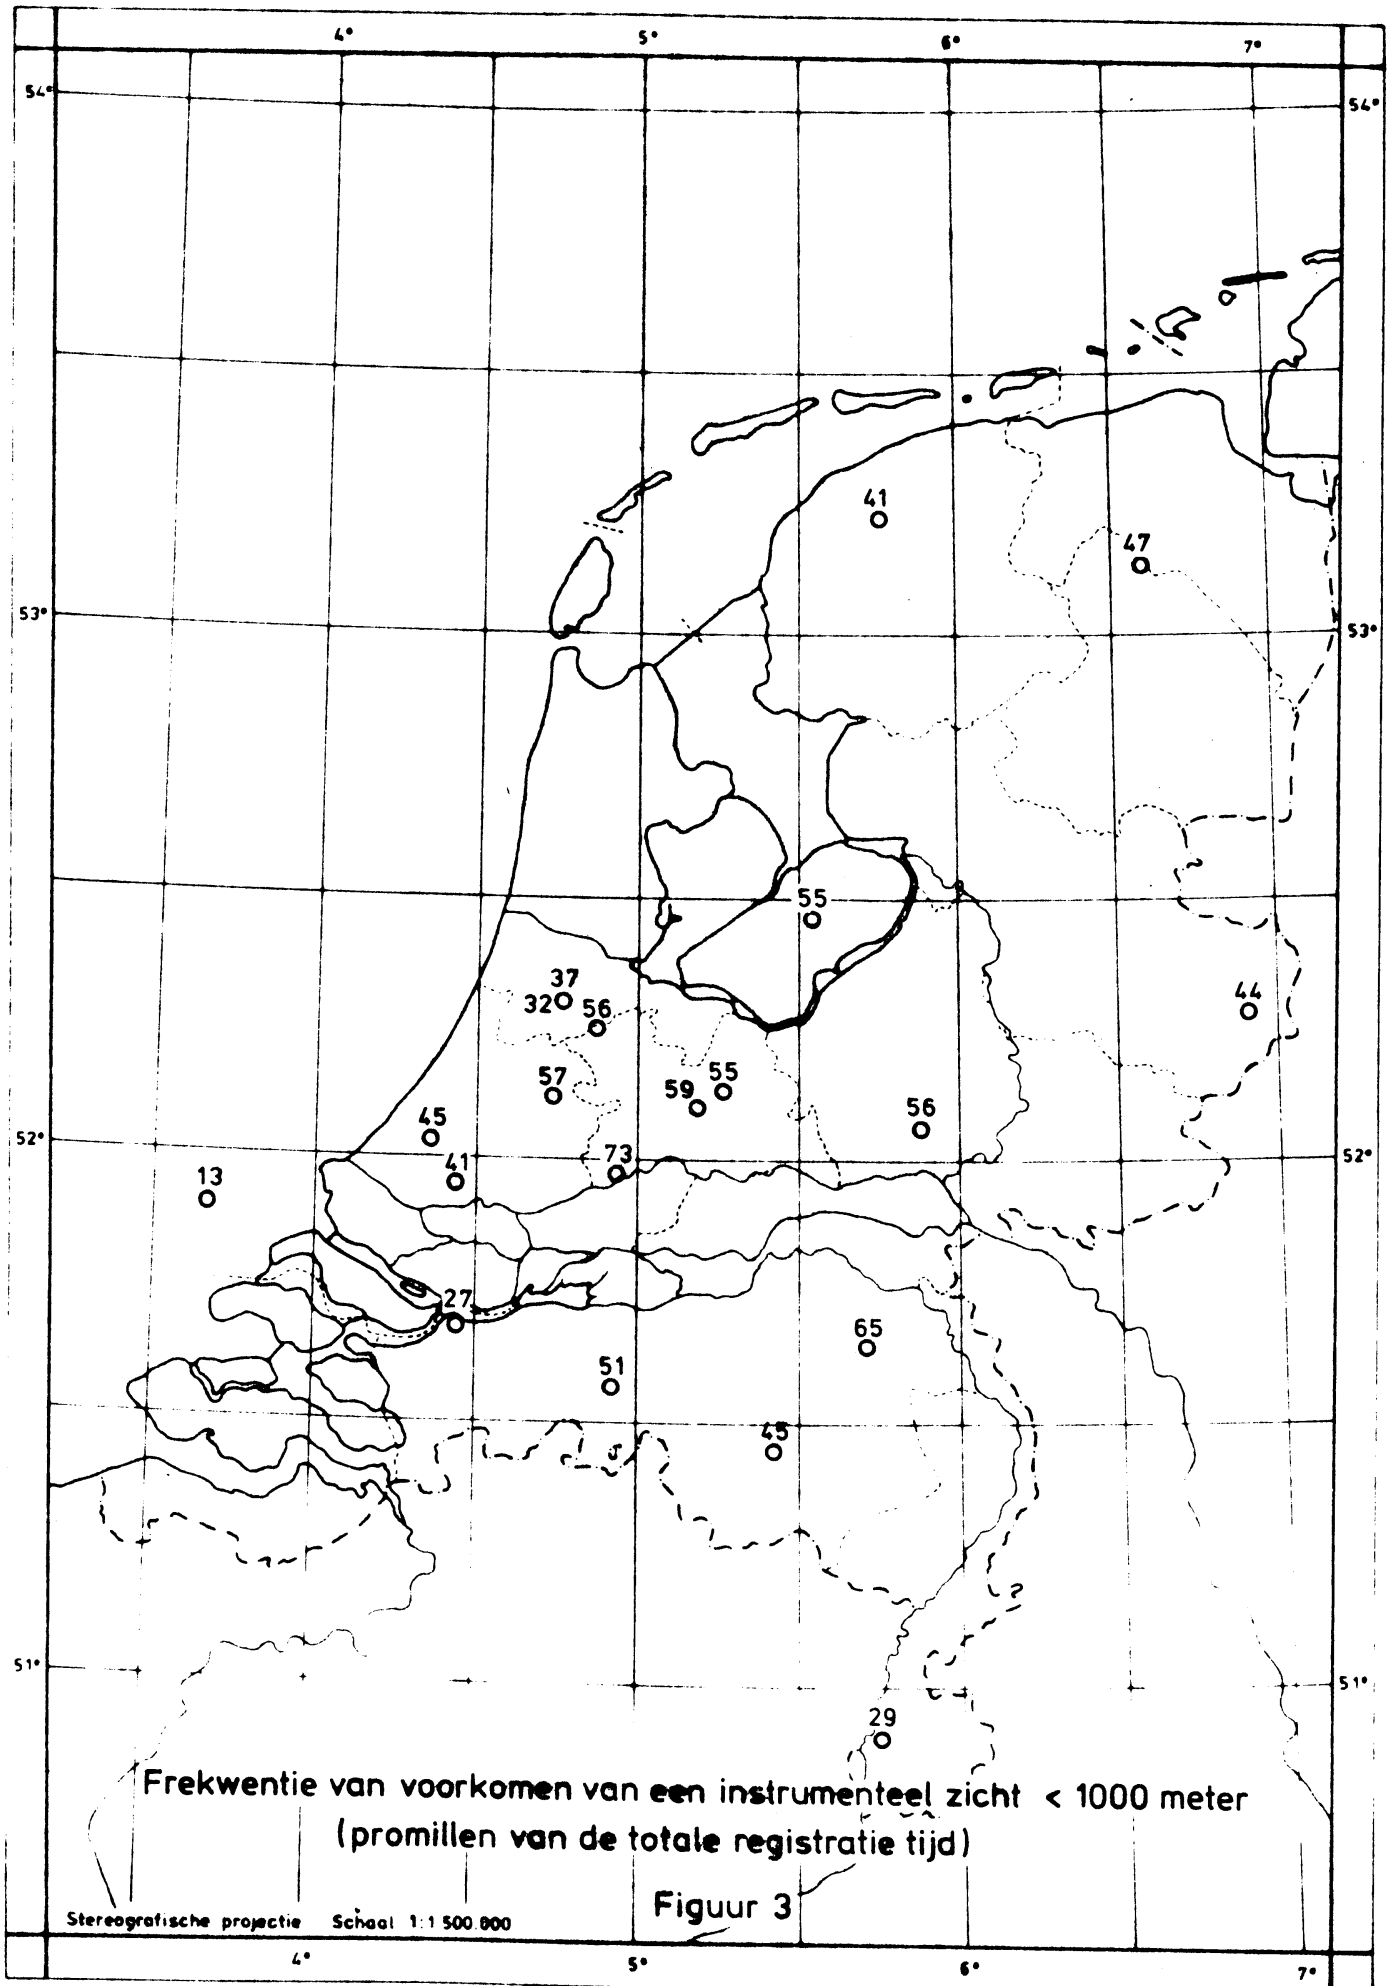 4° 5° 6° 7°
54° 54°
41
47
53° 53°
55
37
32 56
44
57 59 55
45 56
52° 41 73 52°
13
27
65
51
45
51° 51°
29
Frekwentie van voorkomen van een instrumenteel zicht < 1000 meter
(promillen van de totale registratie tijd)
Figuur 3
Stereografische projectie Schaal 1:1 500.000
4° 5° 6° 7°